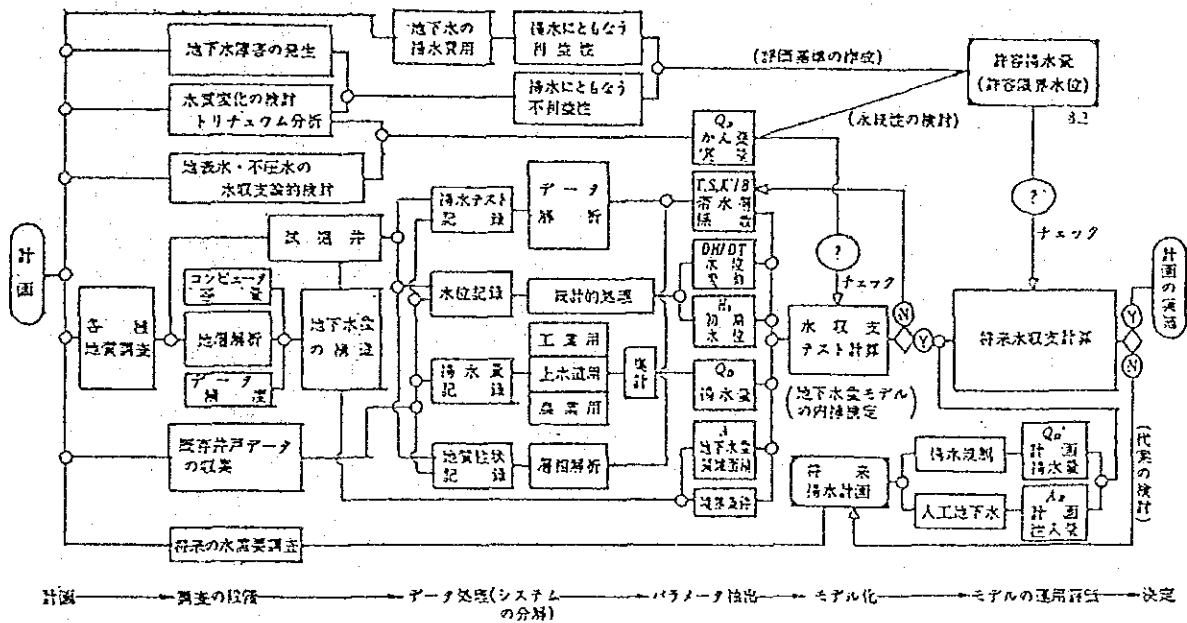 計画
地下水障害の発生
水質変化の検討
トリチュウム分析
地表水・不圧水の
水収支論的検討
地下水の
揚水費用
揚水にともなう
利益性
揚水にともなう
不利益性
(評価基準の作成)
(永続性の検討)
許容揚水量
(許容限界水位)
3.2
?
チェック
かん養
各種
地質調査
コンピュータ
容量
地層解析
データ
精度
既存井戸データ
の収集
将来の水需要調査
試掘井
地下水盆
の検証
揚水テスト
記録
データ
解析
水位記録
統計的処理
揚水量
記録
工業用
上水道用
農業用
集計
地質柱状
記録
層相解析
T,S,K'/B
帯水層
係数
DH/DT
水位
変動
初期
水位
揚水量
A
地下水盆
境界条件
?
チェック
水収支
テスト計算
(地下水盆モデル
の内挿検定)
N
Y
将来水収支計算
Y
N
計画の実施
(代案の検討)
将来
揚水計画
揚水規制
人工地下水
計画
揚水量
計画
注入量
計画
調査の段階
データ処理(システム
の分解)
パラメータ抽出
モデル化
モデルの運用
決定